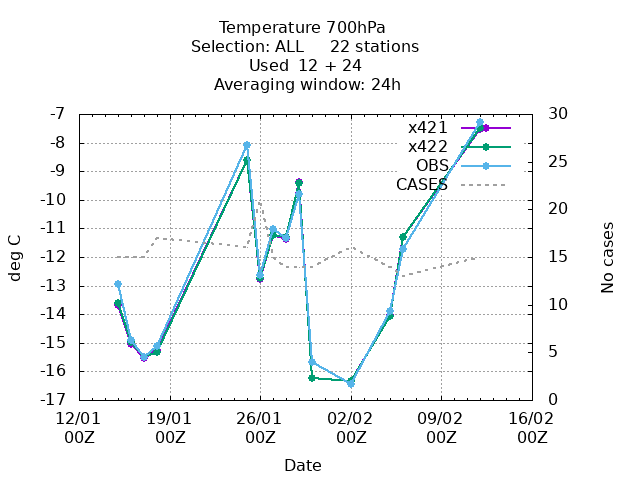 Temperature 700hPa
Selection: ALL     22 stations
Used  12 + 24
Averaging window: 24h
-7
-8
-9
-10
-11
-12
-13
-14
-15
-16
-17
deg C
30
25
20
15
10
5
0
No cases
x421
x422
OBS
CASES
12/01 19/01 26/01 02/02 09/02 16/02
00Z 00Z 00Z 00Z 00Z 00Z
Date